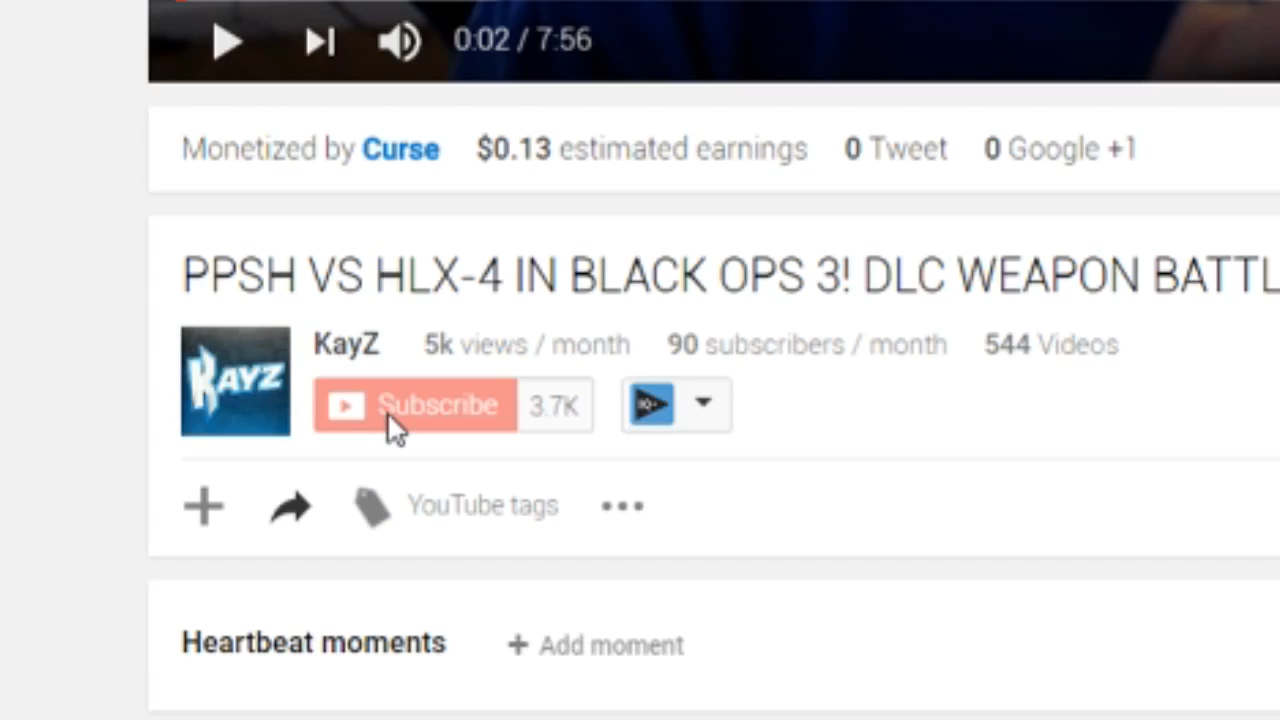 0:02 / 7:56
Monetized by Curse $0.13 estimated earnings 0 Tweet 0 Google +1
PPSH VS HLX-4 IN BLACK OPS 3! DLC WEAPON BATTL
KAYZ
KayZ 5k views / month 90 subscribers / month 544 Videos
Subscribe 3.7K
YouTube tags
Heartbeat moments + Add moment